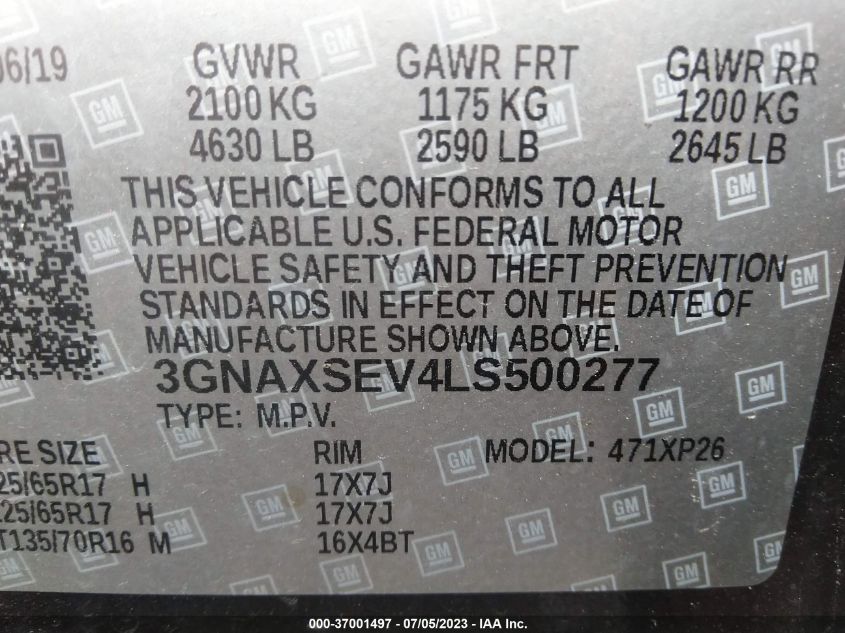 06/19 GVWR GAWR FRT GAWR RR
2100 KG 1175 KG 1200 KG
4630 LB 2590 LB 2645 LB
THIS VEHICLE CONFORMS TO ALL
APPLICABLE U.S. FEDERAL MOTOR
VEHICLE SAFETY AND THEFT PREVENTION
STANDARDS IN EFFECT ON THE DATE OF
MANUFACTURE SHOWN ABOVE.
3GNAXSEV4LS500277
TYPE: M.P.V.
RE SIZE RIM MODEL: 471XP26
25/65R17 H 17X7J
225/65R17 H 17X7J
T135/70R16 M 16X4BT
000-37001497 - 07/05/2023 - IAA Inc.